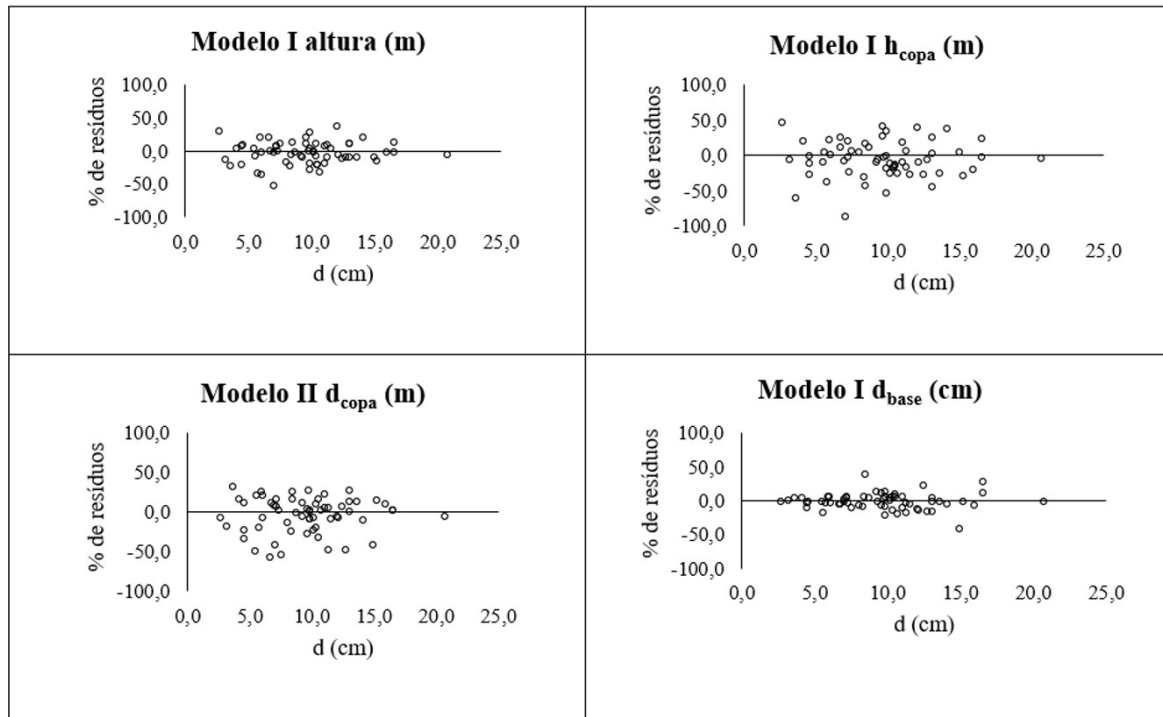 Modelo I altura (m)
% de resíduos
100,0
50,0
0,0
-50,0
-100,0
0,0 5,0 10,0 15,0 20,0 25,0
d (cm)
Modelo I hcopa (m)
% de resíduos
100,0
50,0
0,0
-50,0
-100,0
0,0 5,0 10,0 15,0 20,0 25,0
d (cm)
Modelo II dcopa (m)
% de resíduos
100,0
50,0
0,0
-50,0
-100,0
0,0 5,0 10,0 15,0 20,0 25,0
d (cm)
Modelo I dbase (cm)
% de resíduos
100,0
50,0
0,0
-50,0
-100,0
0,0 5,0 10,0 15,0 20,0 25,0
d (cm)